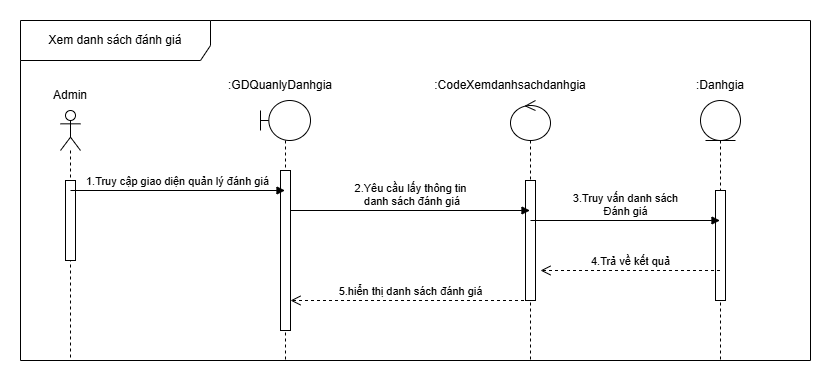 Xem danh sách đánh giá
Admin
:GDQuanlyDanhgia
:CodeXemdanhsachdanhgia
:Danhgia
1.Truy cập giao diện quản lý đánh giá
2.Yêu cầu lấy thông tin
danh sách đánh giá
3.Truy vấn danh sách
Đánh giá
4.Trả về kết quả
5.hiển thị danh sách đánh giá